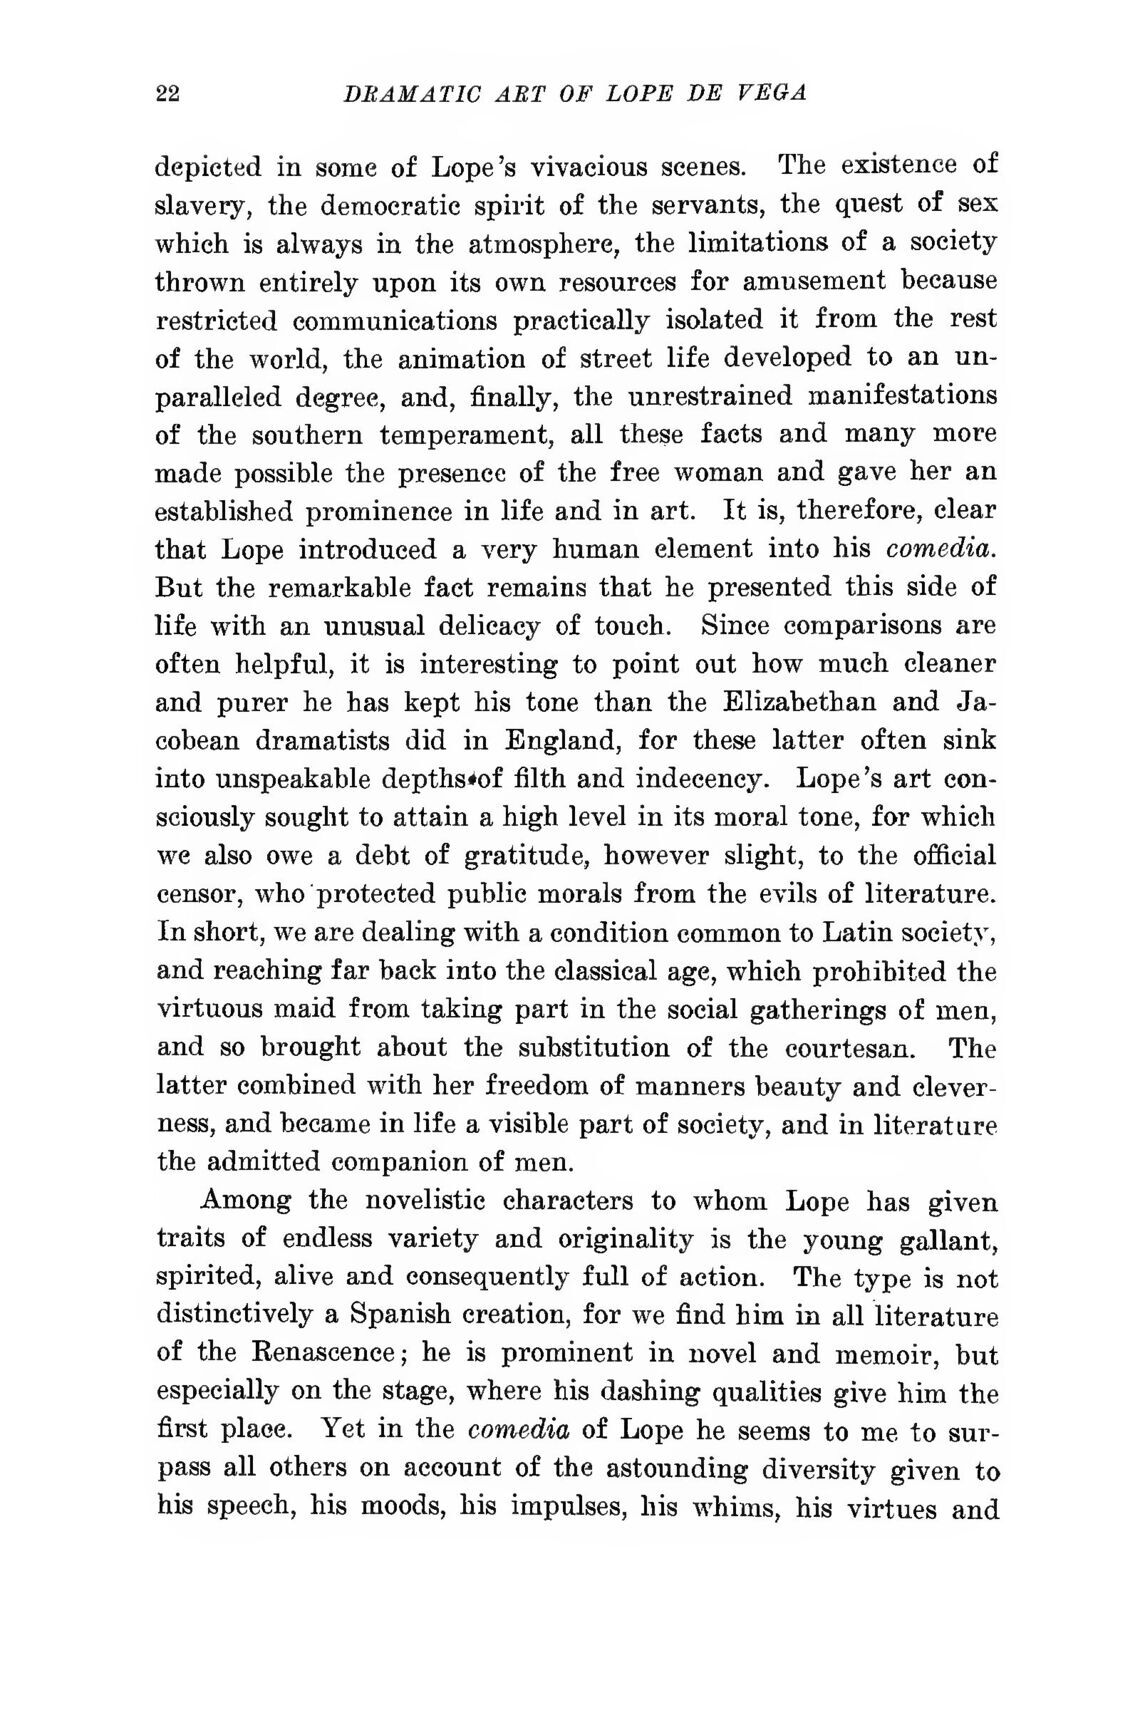 22 DRAMATIC ART OF LOPE DE VEGA
depicted in some of Lope's vivacious scenes. The existence of
slavery, the democratic spirit of the servants, the quest of sex
which is always in the atmosphere, the limitations of a society
thrown entirely upon its own resources for amusement because
restricted communications practically isolated it from the rest
of the world, the animation of street life developed to an un-
paralleled degree, and, finally, the unrestrained manifestations
of the southern temperament, all these facts and many more
made possible the presence of the free woman and gave her an
established prominence in life and in art. It is, therefore, clear
that Lope introduced a very human element into his comedia.
But the remarkable fact remains that he presented this side of
life with an unusual delicacy of touch. Since comparisons are
often helpful, it is interesting to point out how much cleaner
and purer he has kept his tone than the Elizabethan and Ja-
cobean dramatists did in England, for these latter often sink
into unspeakable depths of filth and indecency. Lope's art con-
sciously sought to attain a high level in its moral tone, for which
we also owe a debt of gratitude, however slight, to the official
censor, who protected public morals from the evils of literature.
In short, we are dealing with a condition common to Latin society,
and reaching far back into the classical age, which prohibited the
virtuous maid from taking part in the social gatherings of men,
and so brought about the substitution of the courtesan. The
latter combined with her freedom of manners beauty and clever-
ness, and became in life a visible part of society, and in literature
the admitted companion of men.
Among the novelistic characters to whom Lope has given
traits of endless variety and originality is the young gallant,
spirited, alive and consequently full of action. The type is not
distinctively a Spanish creation, for we find him in all literature
of the Renascence; he is prominent in novel and memoir, but
especially on the stage, where his dashing qualities give him the
first place. Yet in the comedia of Lope he seems to me to sur-
pass all others on account of the astounding diversity given to
his speech, his moods, his impulses, his whims, his virtues and